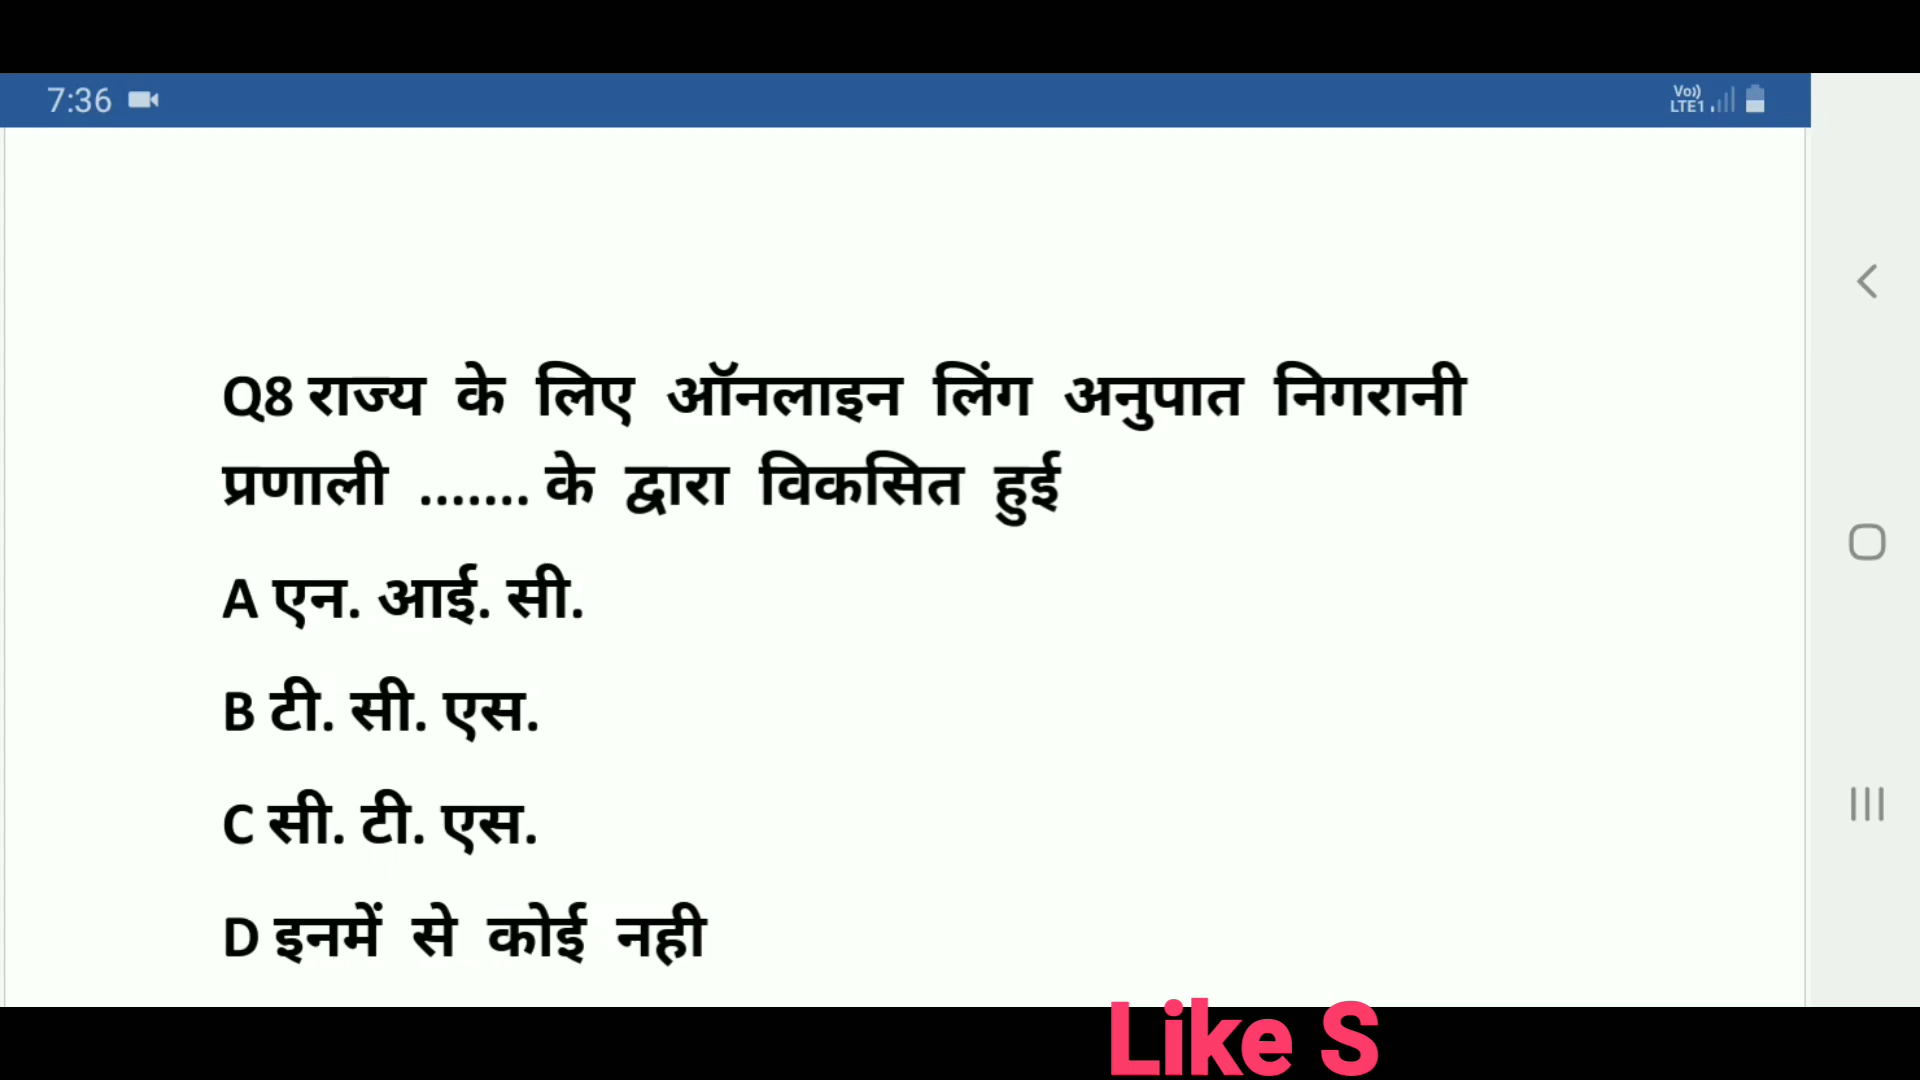 7:36
Vo)) LTE1
Q8 राज्य के लिए ऑनलाइन लिंग अनुपात निगरानी
प्रणाली ....... के द्वारा विकसित हुई
A एन. आई. सी.
B टी. सी. एस.
C सी. टी. एस.
D इनमें से कोई नही
Like S